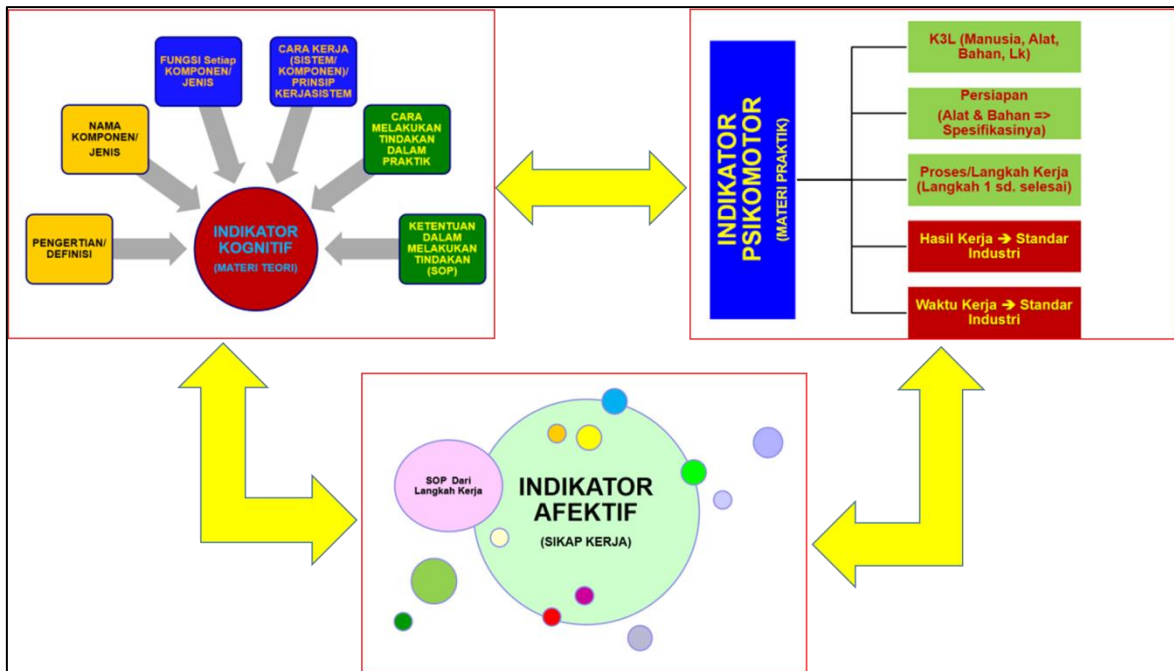 PENGERTIAN/
DEFINISI
NAMA
KOMPONEN/
JENIS
FUNGSI Setiap
KOMPONEN/
JENIS
CARA KERJA
(SISTEM/
KOMPONEN)/
PRINSIP
KERJASISTEM
CARA
MELAKUKAN
TINDAKAN
DALAM
PRAKTIK
KETENTUAN
DALAM
MELAKUKAN
TINDAKAN
(SOP)
INDIKATOR
KOGNITIF
(MATERI TEORI)
INDIKATOR
PSIKOMOTOR
(MATERI PRAKTIK)
K3L (Manusia, Alat,
Bahan, Lk)
Persiapan
(Alat & Bahan =>
Spesifikasinya)
Proses/Langkah Kerja
(Langkah 1 sd. selesai)
Hasil Kerja ➔ Standar
Industri
Waktu Kerja ➔ Standar
Industri
SOP Dari
Langkah Kerja
INDIKATOR
AFEKTIF
(SIKAP KERJA)